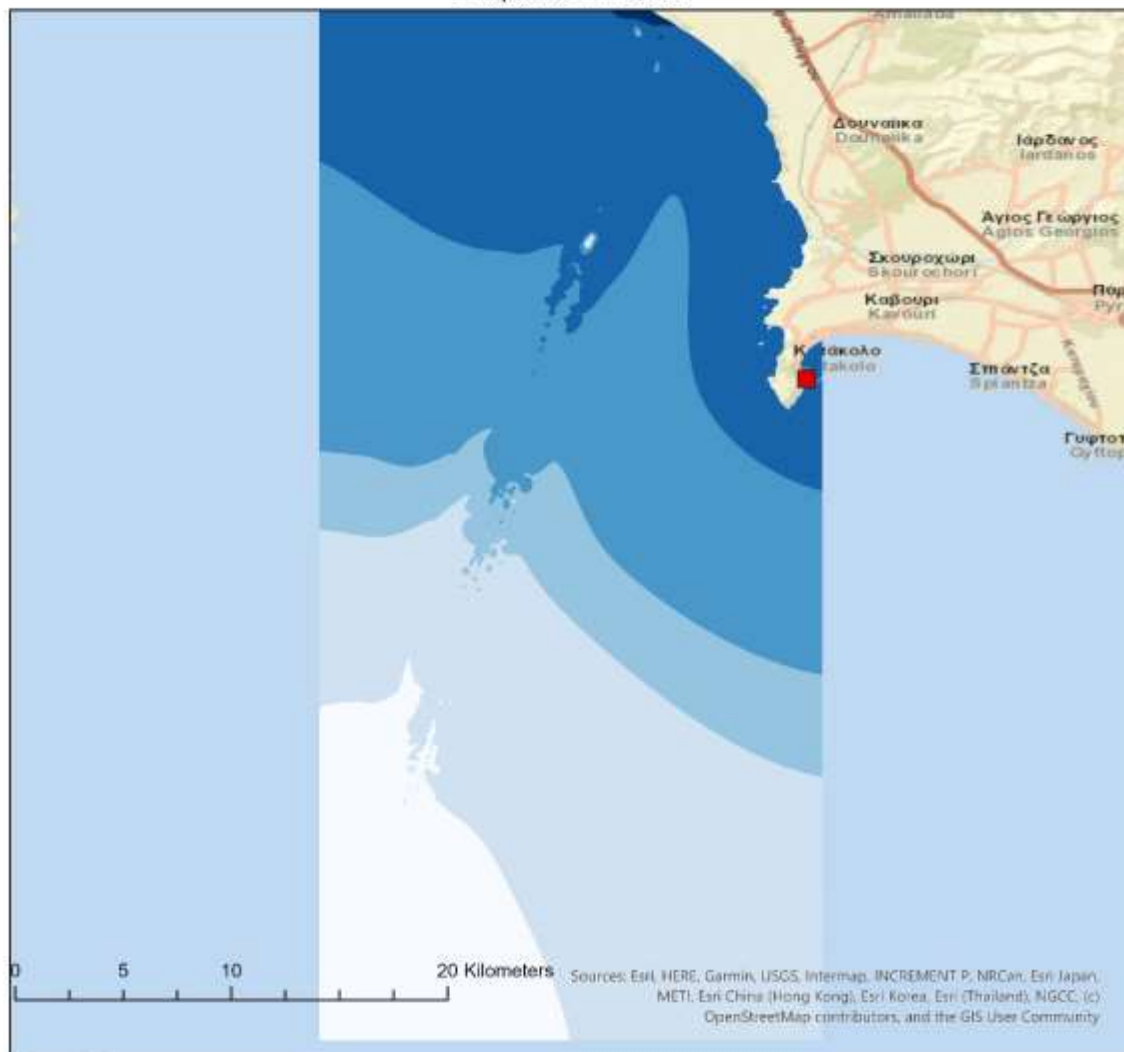 Amaliada
Δουναιικα
Dounaiika
Ιάρδανος
Iardanos
Άγιος Γεώργιος
Agios Georgios
Σκουροχώρι
Skourochori
Καβούρι
Kavouri
Σπιάντζα
Spiantza
0 5 10 20 Kilometers
Sources: Esri, HERE, Garmin, USGS, Intermap, INCREMENT P, NRCan, Esri Japan,
METI, Esri China (Hong Kong), Esri Korea, Esri (Thailand), NGCC, (c)
OpenStreetMap contributors, and the GIS User Community